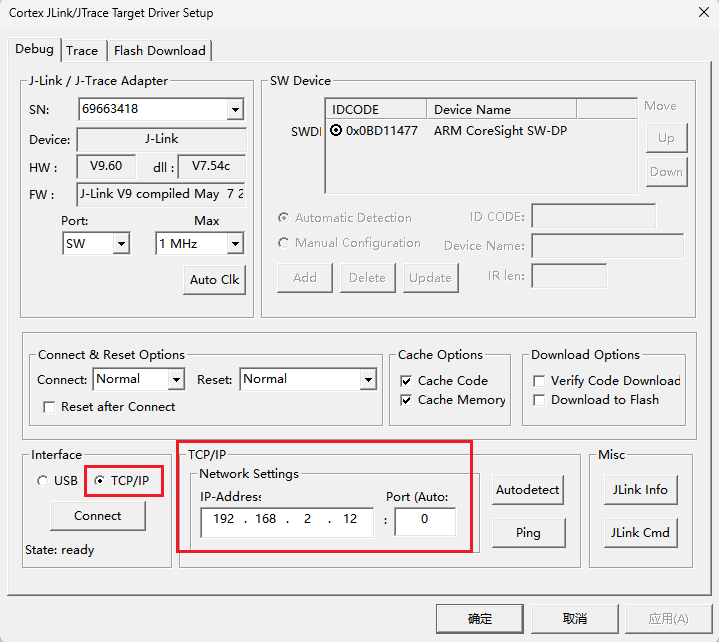 Cortex JLink/JTrace Target Driver Setup
Debug Trace Flash Download
J-Link / J-Trace Adapter
SN: 69663418
Device: J-Link
HW : V9.60 dll : V7.54c
FW : J-Link V9 compiled May 7 2
Port: Max
SW 1 MHz
Auto Clk
SW Device
IDCODE Device Name
SWDI 0x0BD11477 ARM CoreSight SW-DP
Move
Up
Down
Automatic Detection ID CODE:
Manual Configuration Device Name:
Add Delete Update IR len:
Connect & Reset Options
Connect: Normal Reset: Normal
Reset after Connect
Cache Options
Cache Code
Cache Memory
Download Options
Verify Code Download
Download to Flash
Interface
USB TCP/IP
Connect
State: ready
TCP/IP
Network Settings
IP-Address Port (Auto:
192 . 168 . 2 . 12 : 0
Autodetect
Ping
Misc
JLink Info
JLink Cmd
确定 取消 应用(A)